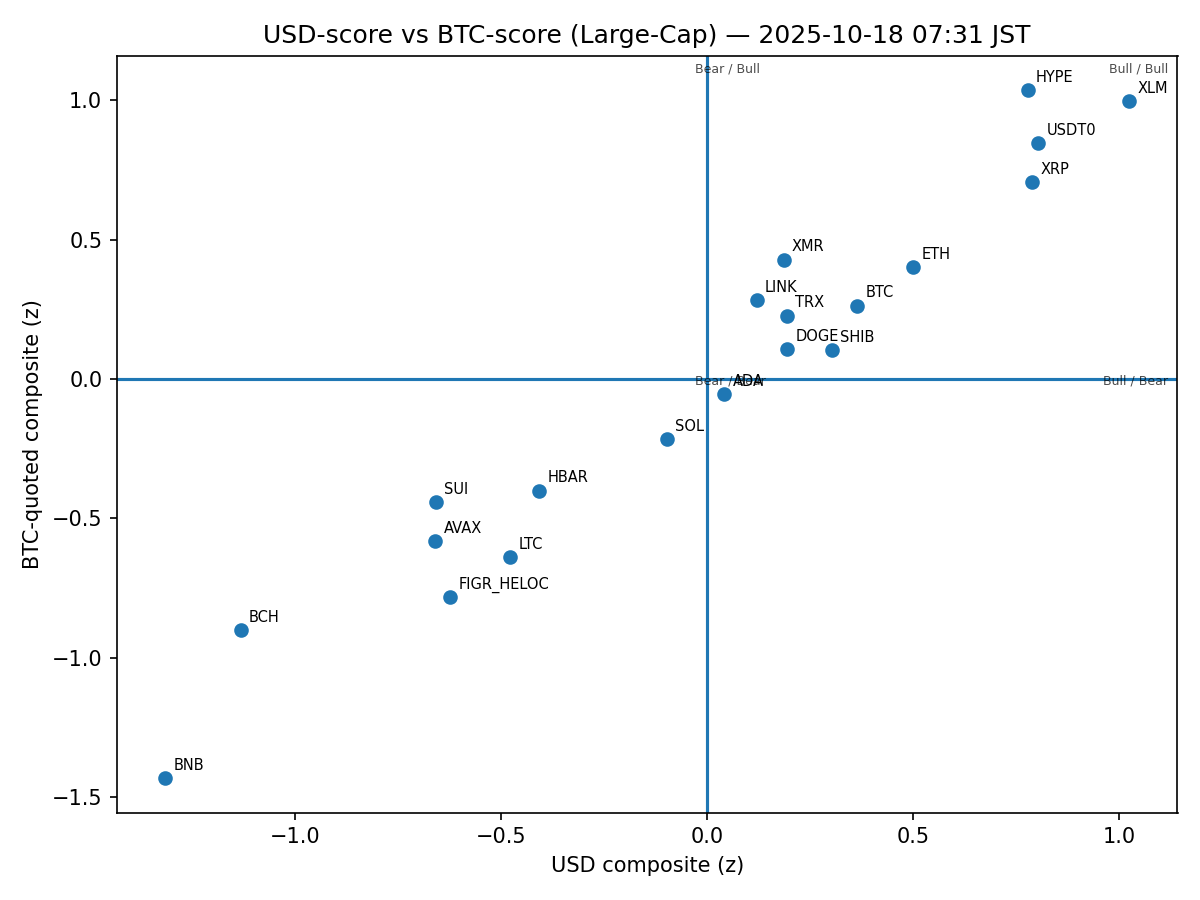 USD-score vs BTC-score (Large-Cap) — 2025-10-18 07:31 JST
Bear / Bull
Bull / Bull
HYPE
XLM
1.0
USDT0
XRP
XMR
ETH
0.5
LINK
BTC
TRX
DOGE
SHIB
0.0
Bear / Bear
ADA
Bull / Bear
SOL
HBAR
SUI
−0.5
AVAX
LTC
FIGR_HELOC
BCH
−1.0
BNB
−1.5
−1.0
−0.5
0.0
0.5
1.0
USD composite (z)
BTC-quoted composite (z)